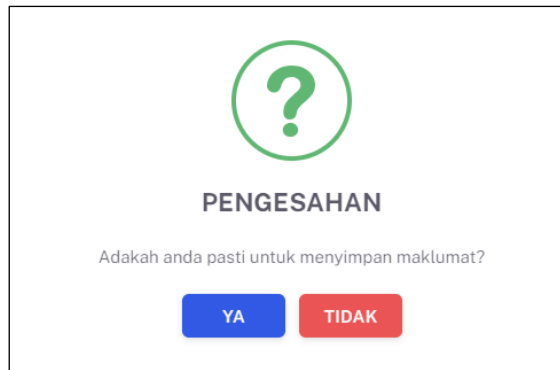 ?
PENGESAHAN
Adakah anda pasti untuk menyimpan maklumat?
YA
TIDAK